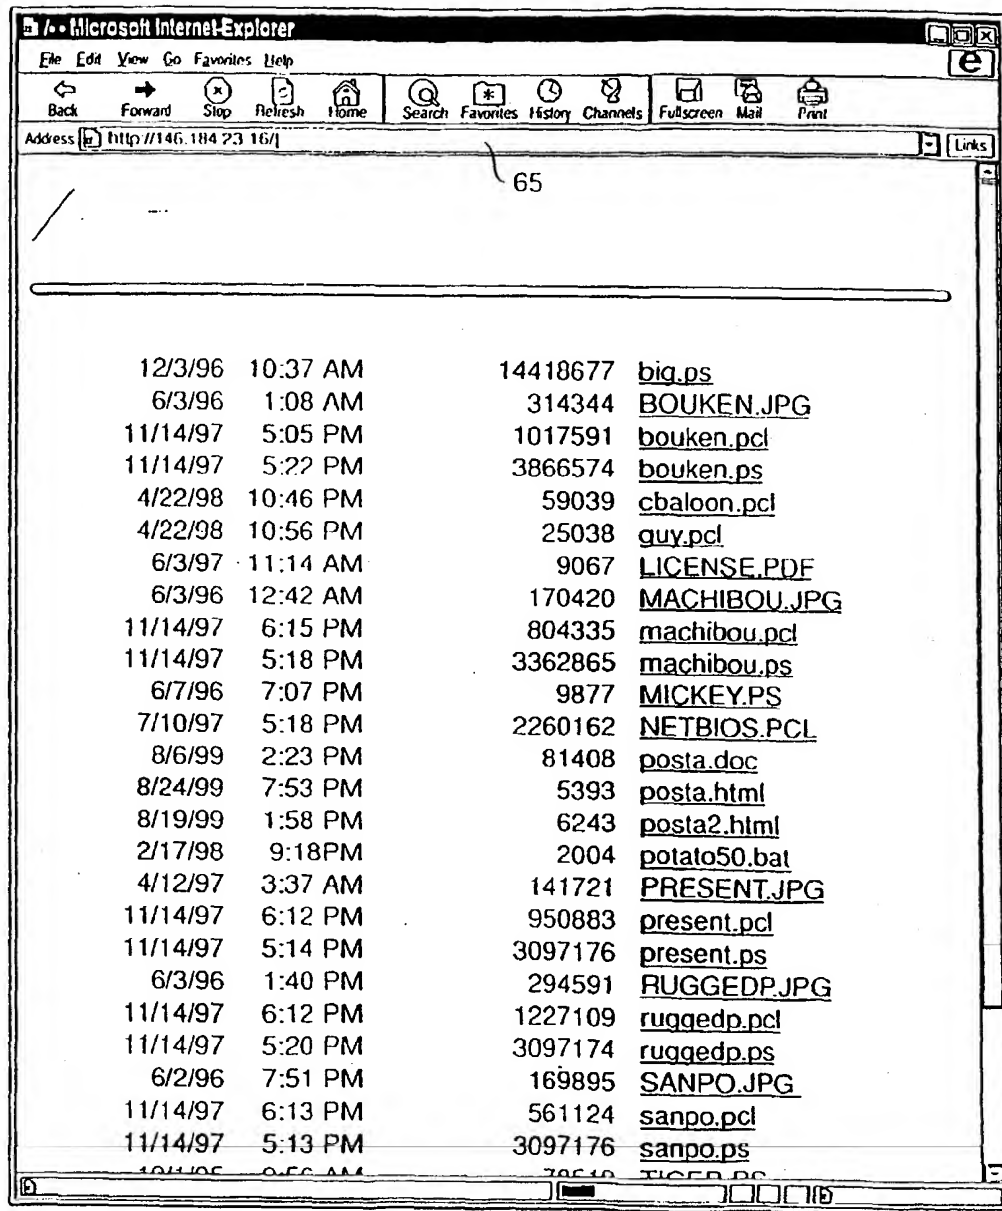 /-- Microsoft Internet Explorer
File Edit View Go Favorites Help
Back Forward Stop Refresh Home Search Favorites History Channels Fullscreen Mail Print
Address http://146.184.23.16/ Links
65
/
12/3/96 10:37 AM 14418677 big.ps
6/3/96 1:08 AM 314344 BOUKEN.JPG
11/14/97 5:05 PM 1017591 bouken.pcl
11/14/97 5:22 PM 3866574 bouken.ps
4/22/98 10:46 PM 59039 cbaloon.pcl
4/22/98 10:56 PM 25038 guy.pcl
6/3/97 11:14 AM 9067 LICENSE.PDF
6/3/96 12:42 AM 170420 MACHIBOU.JPG
11/14/97 6:15 PM 804335 machibou.pcl
11/14/97 5:18 PM 3362865 machibou.ps
6/7/96 7:07 PM 9877 MICKEY.PS
7/10/97 5:18 PM 2260162 NETBIOS.PCL
8/6/99 2:23 PM 81408 posta.doc
8/24/99 7:53 PM 5393 posta.html
8/19/99 1:58 PM 6243 posta2.html
2/17/98 9:18PM 2004 potato50.bat
4/12/97 3:37 AM 141721 PRESENT.JPG
11/14/97 6:12 PM 950883 present.pcl
11/14/97 5:14 PM 3097176 present.ps
6/3/96 1:40 PM 294591 RUGGEDP.JPG
11/14/97 6:12 PM 1227109 ruggedp.pcl
11/14/97 5:20 PM 3097174 ruggedp.ps
6/2/96 7:51 PM 169895 SANPO.JPG
11/14/97 6:13 PM 561124 sanpo.pcl
11/14/97 5:13 PM 3097176 sanpo.ps
TIGER.PS